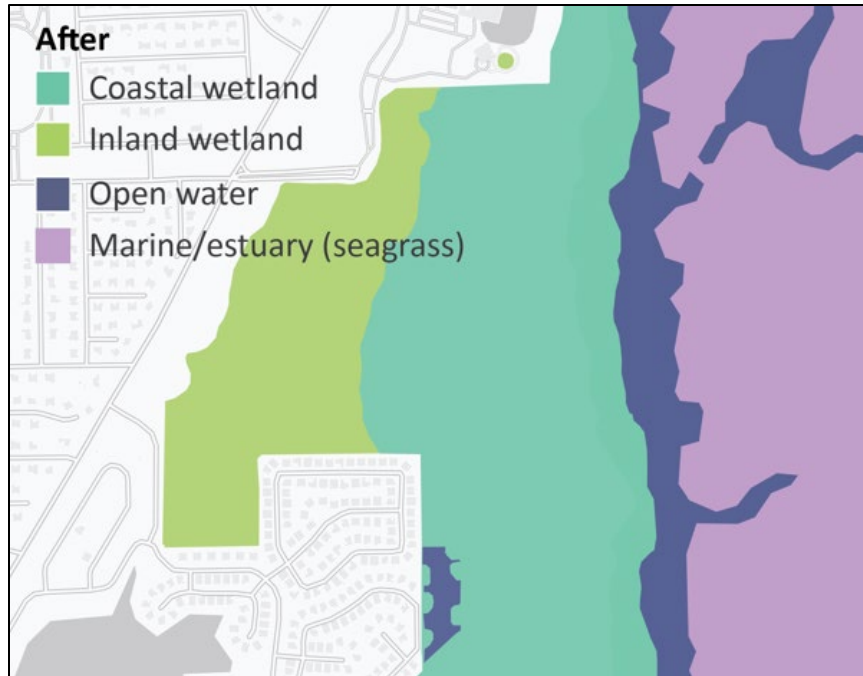 After
Coastal wetland
Inland wetland
Open water
Marine/estuary (seagrass)